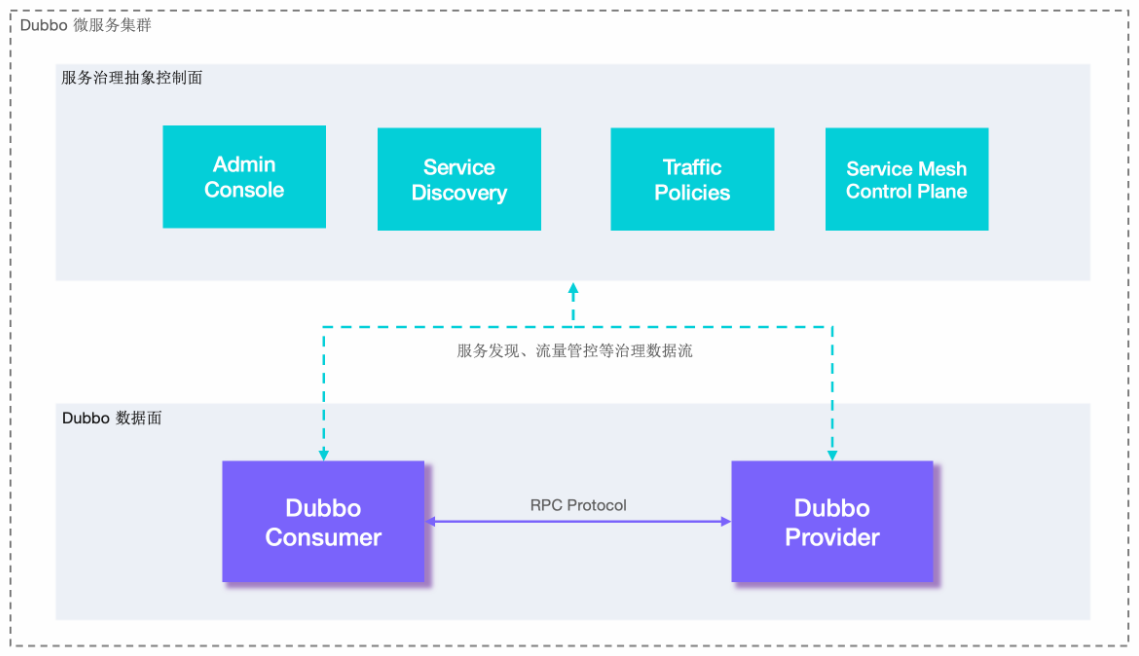 Dubbo 微服务集群
服务治理抽象控制面
Admin
Console
Service
Discovery
Traffic
Policies
Service Mesh
Control Plane
服务发现、流量管控等治理数据流
Dubbo 数据面
Dubbo
Consumer
RPC Protocol
Dubbo
Provider